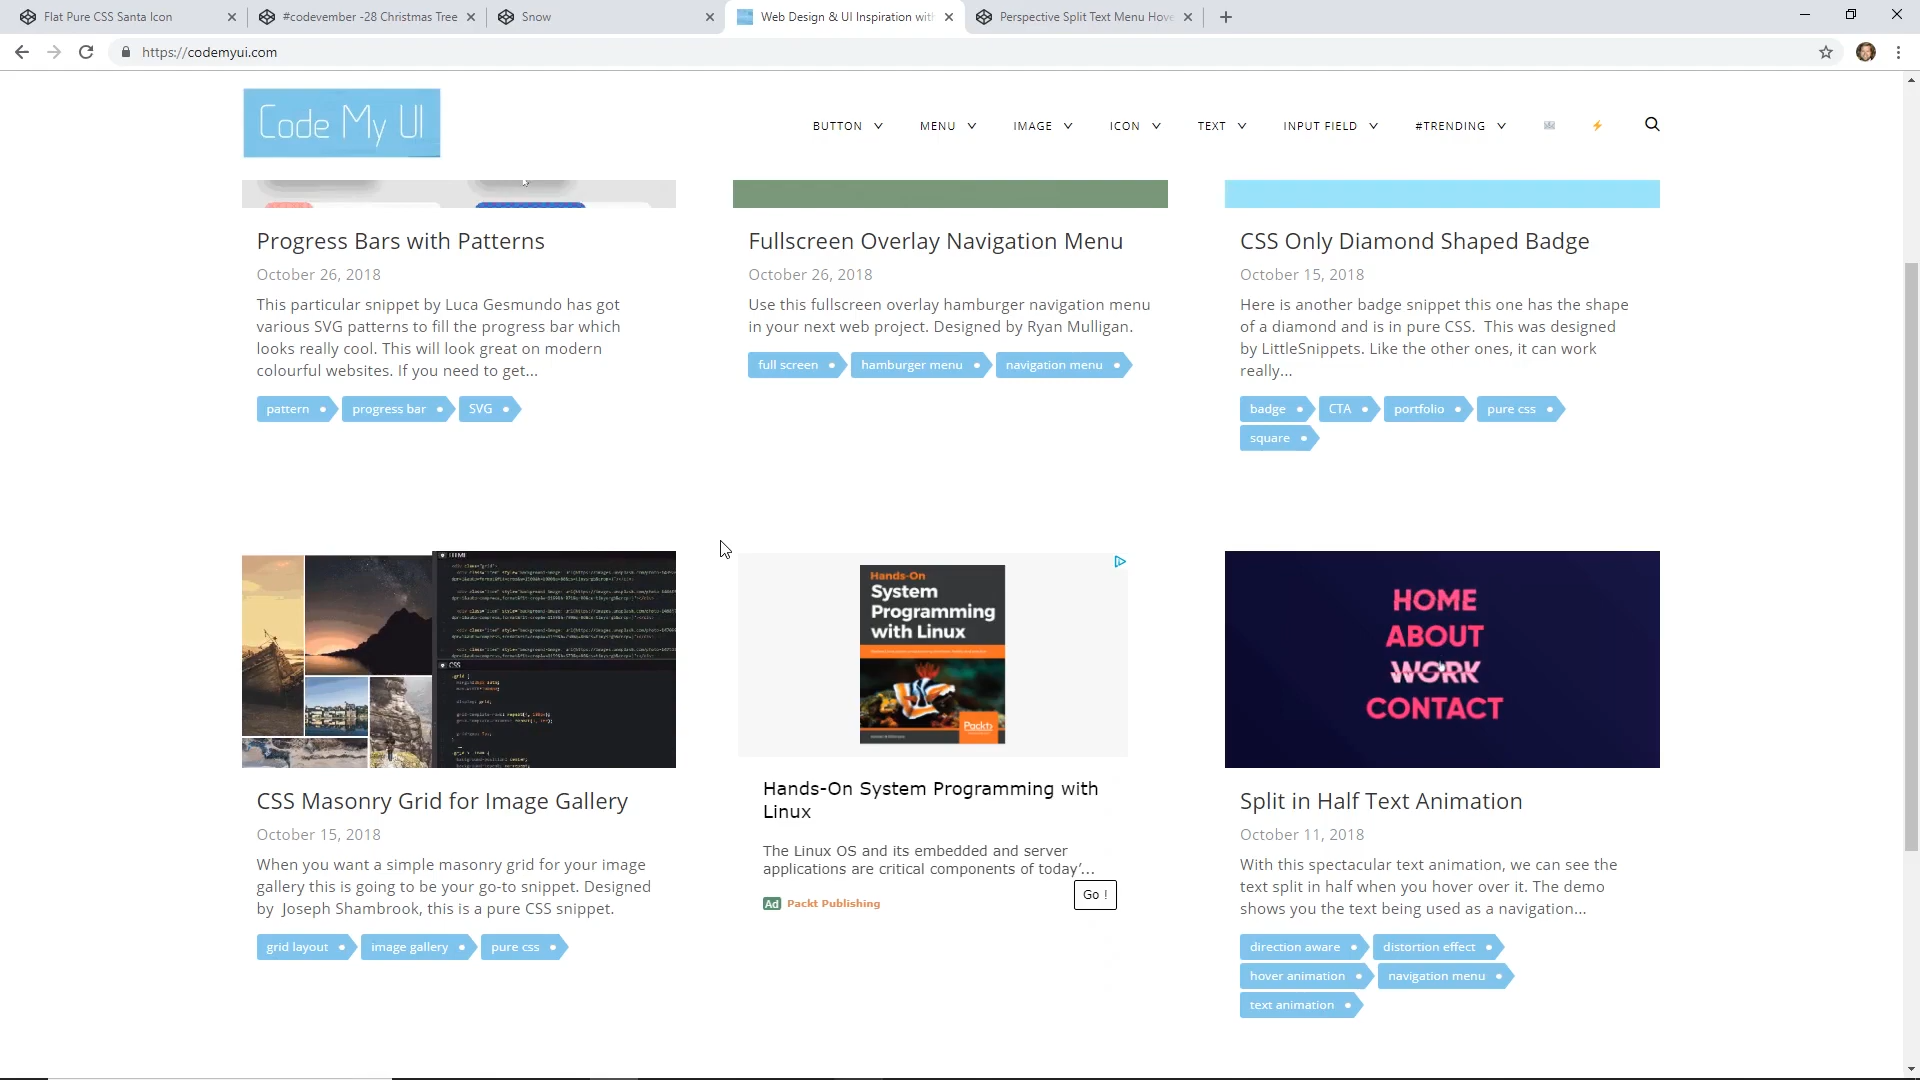 Flat Pure CSS Santa Icon
#codevember -28 Christmas Tree
Snow
Web Design & UI Inspiration with
Perspective Split Text Menu Hove
https://codemyui.com
Code My UI
BUTTON
MENU
IMAGE
ICON
TEXT
INPUT FIELD
#TRENDING
Progress Bars with Patterns
October 26, 2018
This particular snippet by Luca Gesmundo has got
various SVG patterns to fill the progress bar which
looks really cool. This will look great on modern
colourful websites. If you need to get...
pattern
progress bar
SVG
Fullscreen Overlay Navigation Menu
October 26, 2018
Use this fullscreen overlay hamburger navigation menu
in your next web project. Designed by Ryan Mulligan.
full screen
hamburger menu
navigation menu
CSS Only Diamond Shaped Badge
October 15, 2018
Here is another badge snippet this one has the shape
of a diamond and is in pure CSS.  This was designed
by LittleSnippets. Like the other ones, it can work
really...
badge
CTA
portfolio
pure css
square
HTML
CSS
CSS Masonry Grid for Image Gallery
October 15, 2018
When you want a simple masonry grid for your image
gallery this is going to be your go-to snippet. Designed
by  Joseph Shambrook, this is a pure CSS snippet.
grid layout
image gallery
pure css
Hands-On
System
Programming
with Linux
Packt
Hands-On System Programming with
Linux
The Linux OS and its embedded and server
applications are critical components of today’...
Go !
Ad
Packt Publishing
HOME
ABOUT
WORK
CONTACT
Split in Half Text Animation
October 11, 2018
With this spectacular text animation, we can see the
text split in half when you hover over it. The demo
shows you the text being used as a navigation...
direction aware
distortion effect
hover animation
navigation menu
text animation